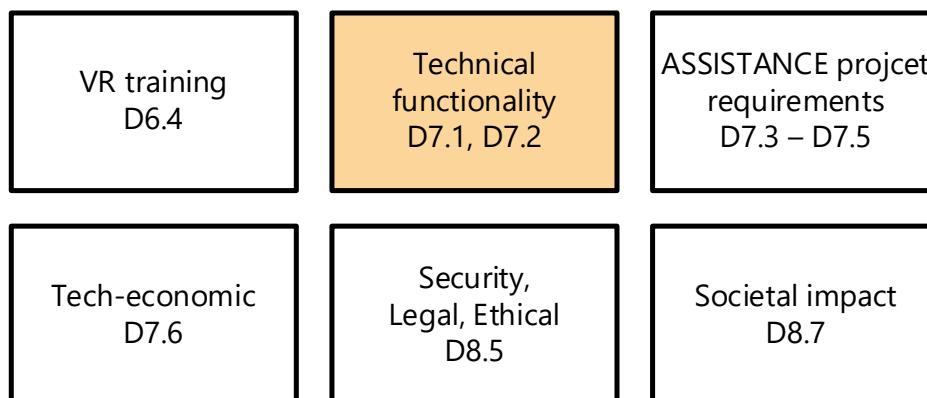 VR training
D6.4
Technical
functionality
D7.1, D7.2
ASSISTANCE projcet
requirements
D7.3 – D7.5
Tech-economic
D7.6
Security,
Legal, Ethical
D8.5
Societal impact
D8.7